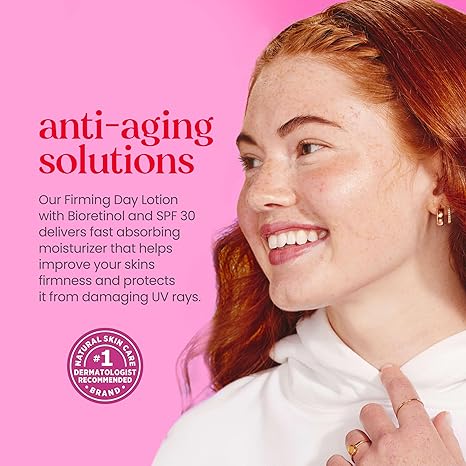 anti-aging
solutions
Our Firming Day Lotion
with Bioretinol and SPF 30
delivers fast absorbing
moisturizer that helps
improve your skins
firmness and protects
it from damaging UV rays.
NATURAL SKIN CARE
#1
DERMATOLOGIST
RECOMMENDED
• BRAND •